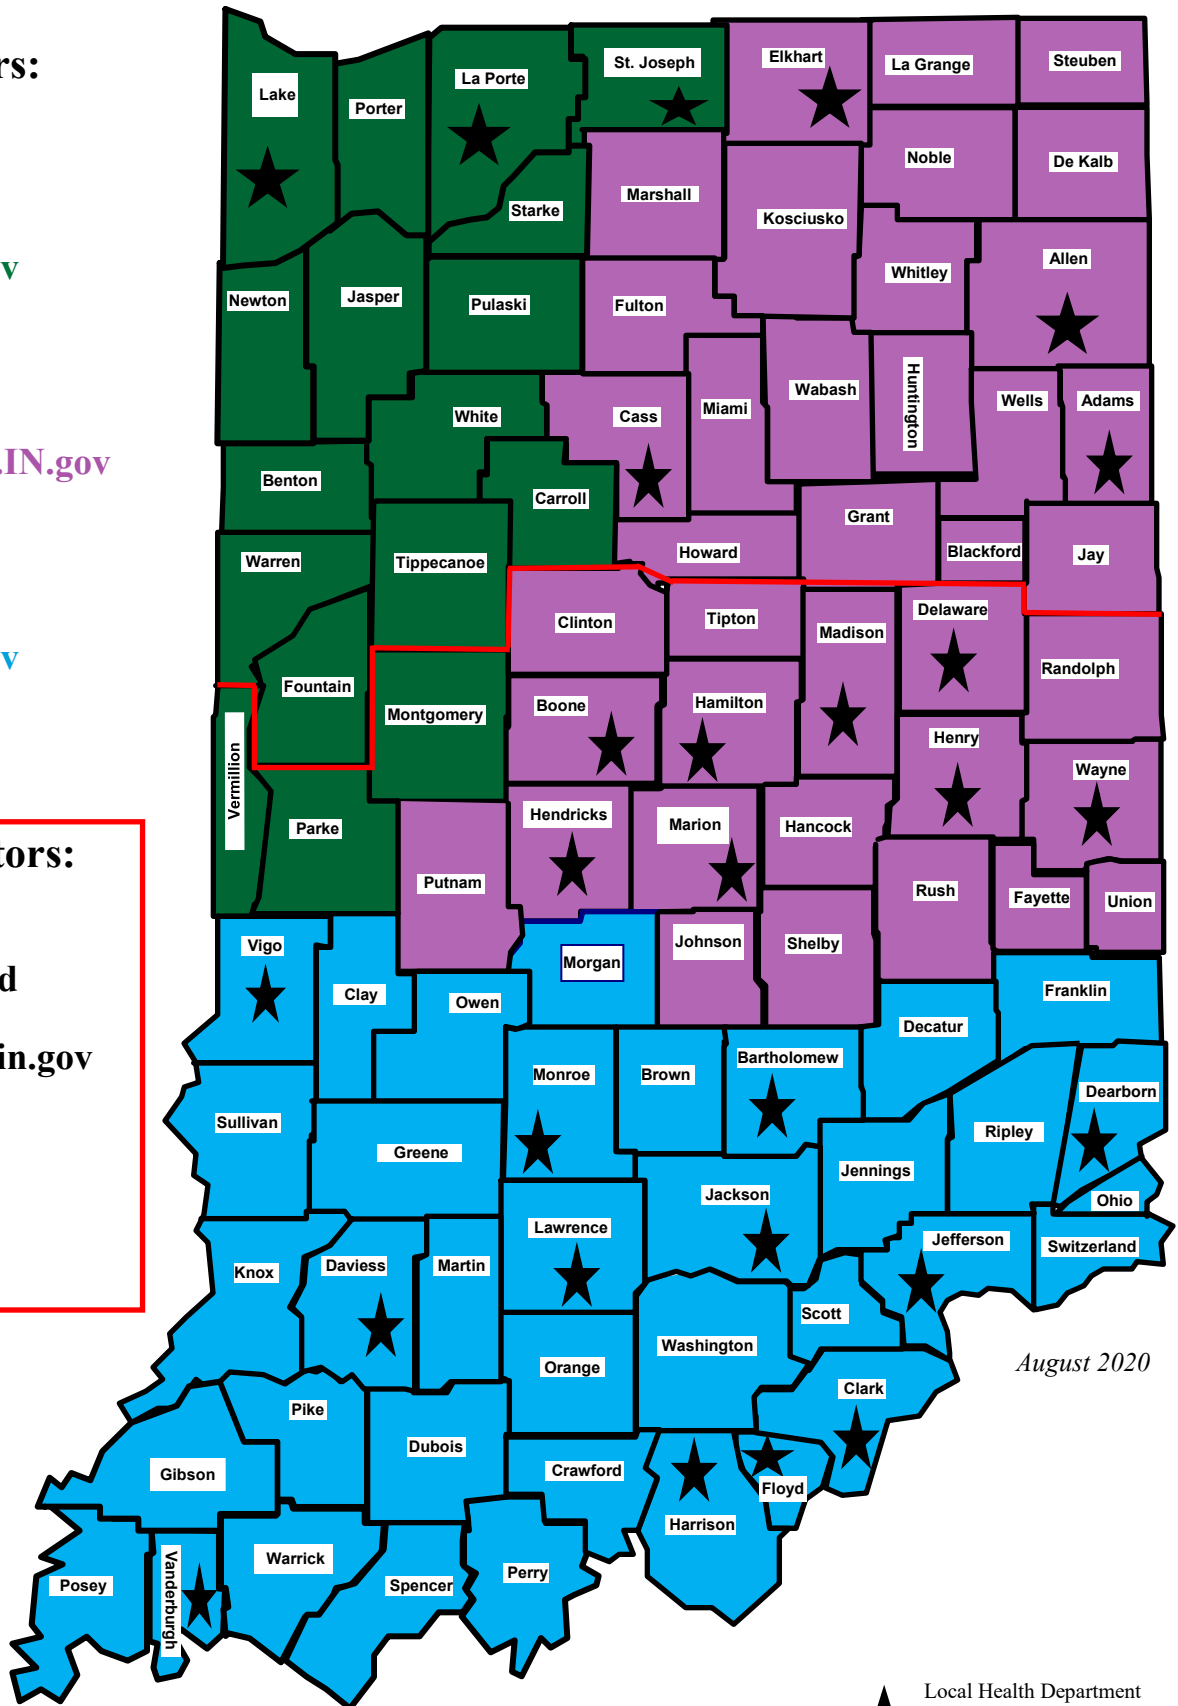 rs:
v
.IN.gov
v
tors:
d
in.gov
Lake
Porter
La Porte
St. Joseph
Elkhart
La Grange
Steuben
Starke
Marshall
Kosciusko
Noble
De Kalb
Newton
Jasper
Pulaski
Fulton
Whitley
Allen
White
Cass
Miami
Wabash
Huntington
Wells
Adams
Benton
Carroll
Warren
Tippecanoe
Howard
Grant
Blackford
Jay
Clinton
Tipton
Madison
Delaware
Randolph
Fountain
Montgomery
Boone
Hamilton
Henry
Wayne
Vermillion
Parke
Hendricks
Marion
Hancock
Putnam
Rush
Fayette
Union
Vigo
Clay
Owen
Morgan
Johnson
Shelby
Decatur
Franklin
Sullivan
Greene
Monroe
Brown
Bartholomew
Jennings
Ripley
Dearborn
Ohio
Knox
Daviess
Martin
Lawrence
Jackson
Jefferson
Switzerland
Scott
Orange
Washington
Clark
Pike
Dubois
Crawford
Floyd
Harrison
Gibson
Posey
Vanderburgh
Warrick
Spencer
Perry
August 2020
Local Health Department